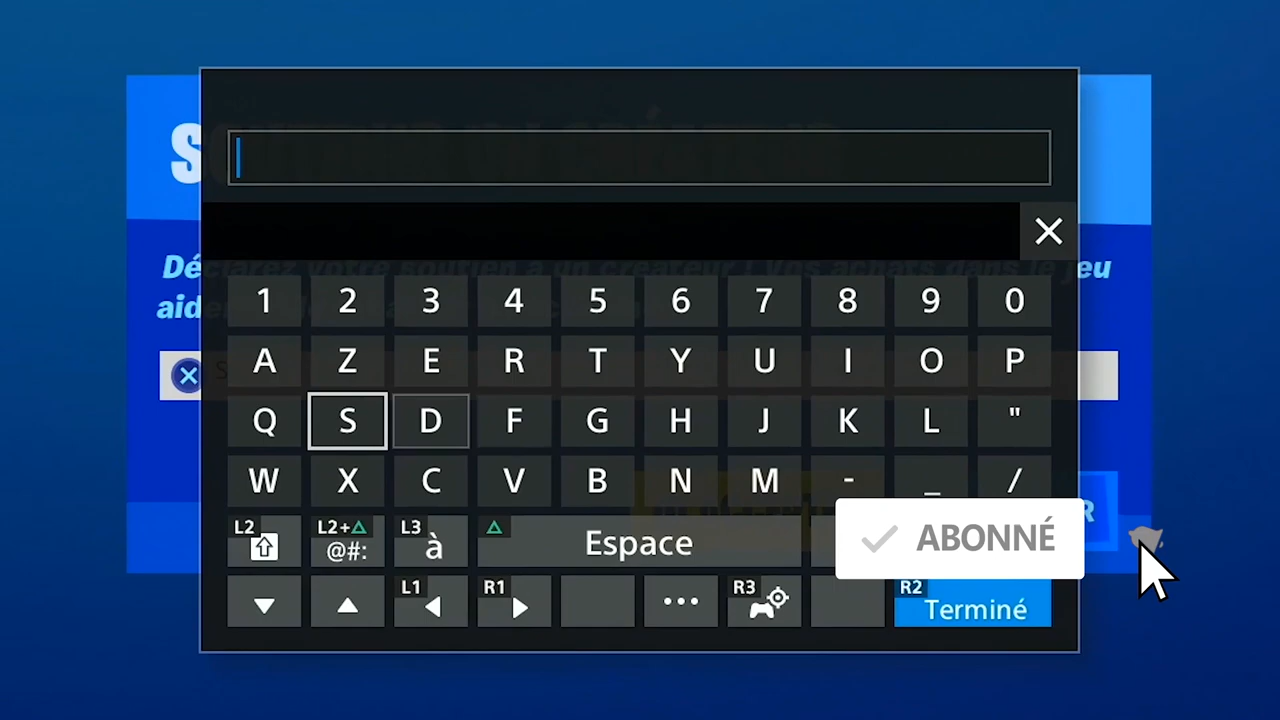 S
Déclarez votre soutien à un créateur ! Vos achats dans le jeu
aide
S
1 2 3 4 5 6 7 8 9 0
A Z E R T Y U I O P
Q S D F G H J K L "
W X C V B N M - _ /
L2 L2+△ @#: L3 à △ Espace
ABONNÉ
R
L1 R1 ... R3 R2 Terminé